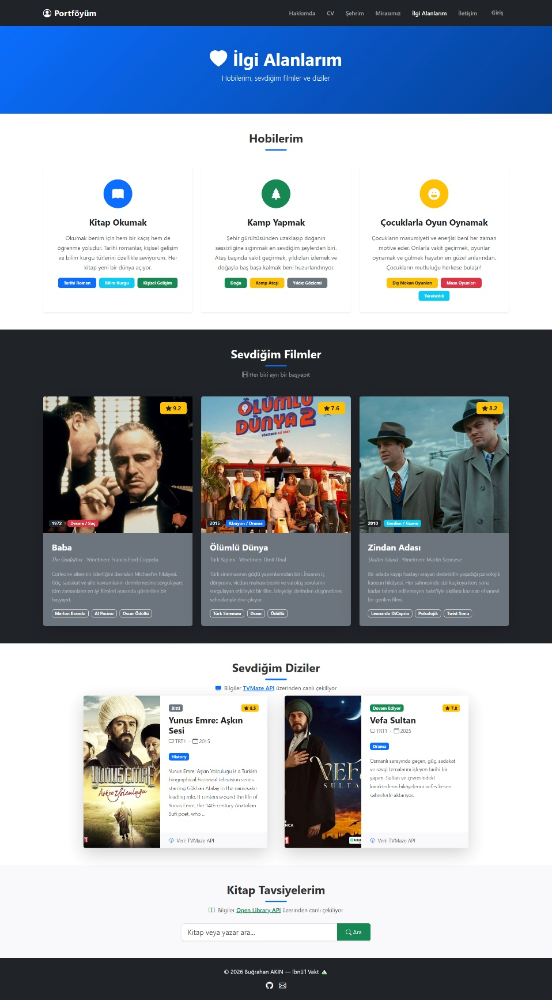 Portföyüm
Hakkımda CV Şehrim Mirasımız İlgi Alanlarım İletişim Giriş
İlgi Alanlarım
Hobilerim, sevdiğim filmler ve diziler
Hobilerim
Kitap Okumak
Okumak benim için hem bir kaçış hem de
öğrenme yoludur. Tarihi romanlar, kişisel gelişim
ve bilim kurgu türlerini özellikle seviyorum. Her
kitap yeni bir dünya açıyor.
Tarihi Roman Bilim Kurgu Kişisel Gelişim
Kamp Yapmak
Şehir gürültüsünden uzaklaşıp doğanın
sessizliğine sığınmak en sevdiğim şeylerden biri.
Ateş başında vakit geçirmek, yıldızları izlemek ve
doğayla baş başa kalmak beni huzurlandırıyor.
Doğa Kamp Ateşi Yıldız Gözlemi
Çocuklarla Oyun Oynamak
Çocukların masumiyeti ve enerjisi beni her zaman
motive eder. Onlarla vakit geçirmek, oyunlar
oynamak ve gülmek hayatın en güzel anlarından.
Çocukların mutluluğu herkese bulaşır!
Dış Mekan Oyunları Masa Oyunları
Yaratıcılık
Sevdiğim Filmler
Her biri ayrı bir başyapıt
9.2
1972 Drama / Suç
Baba
The Godfather · Yönetmen: Francis Ford Coppola
Corleone ailesinin liderliğini devralan Michael'ın hikâyesi.
Güç, sadakat ve aile kavramlarını derinlemesine sorgulayan;
tüm zamanların en iyi filmleri arasında gösterilen bir
başyapıt.
Marlon Brando Al Pacino Oscar Ödüllü
ÖLÜMLÜ
DÜNYA 2
YÖNETMEN ALİ ATAY
7.6
2015 Aksiyon / Drama
Ölümlü Dünya
Türk Yapımı · Yönetmen: Ümit Ünal
Türk sinemasının güçlü yapımlarından biri. İnsanın iç
dünyasını, vicdan muhasebesini ve varoluş sorularını
sorgulayan etkileyici bir film. İzleyiciyi derinden düşündüren
sahneleriyle öne çıkıyor.
Türk Sineması Dram Ödüllü
8.2
2010 Gerilim / Gizem
Zindan Adası
Shutter Island · Yönetmen: Martin Scorsese
Bir adada kayıp hastayı arayan dedektifin yaşadığı psikolojik
kaosun hikâyesi. Her sahnesinde sizi kuşkuya iten, sona
kadar tahmin edilemeyen twist'iyle akıllara kazınan efsanevi
bir gerilim filmi.
Leonardo DiCaprio Psikolojik Twist Sonu
Sevdiğim Diziler
Bilgiler TVMaze API üzerinden canlı çekiliyor
YUNUS EMRE
Aşkın Yolculuğu
1
Bitti 8.5
Yunus Emre: Aşkın
Sesi
TRT1 · 2015
History
Yunus Emre: Aşkın Yolculuğu is a Turkish
biographical historical television series
starring Gökhan Atalay in the namesake
leading role. It centers around the life of
Yunus Emre, the 14th century Anatolian
Sufi poet, who ...
Veri: TVMaze API
VEF
SULTA
NCA
1
tabii
Devam Ediyor 7.8
Vefa Sultan
TRT1 · 2025
Drama
Osmanlı sarayında geçen, güç, sadakat
ve sevgi temalarını işleyen tarihi bir
yapım. Sultan ve çevresindeki
karakterlerin hikâyelerini nefes kesen
sahnelerle aktarıyor.
Veri: TVMaze API
Kitap Tavsiyelerim
Bilgiler Open Library API üzerinden canlı çekiliyor
Kitap veya yazar ara... Ara
© 2026 Buğrahan AKIN — İbnü'l Vakt